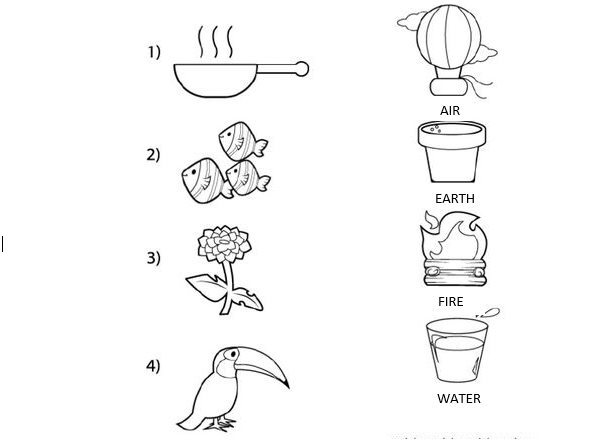 1)
AIR
2)
EARTH
3)
FIRE
4)
WATER